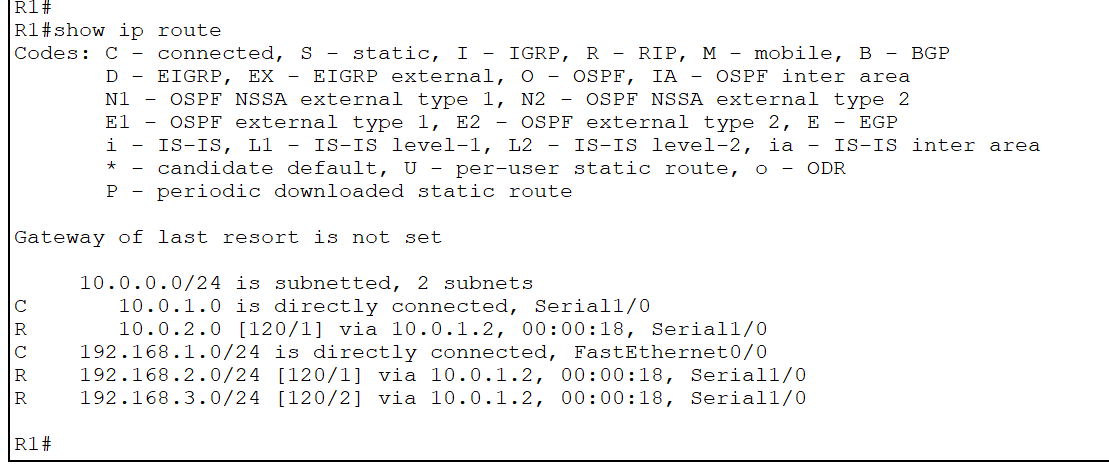 R1#
R1#show ip route
Codes: C - connected, S - static, I - IGRP, R - RIP, M - mobile, B - BGP
       D - EIGRP, EX - EIGRP external, O - OSPF, IA - OSPF inter area
       N1 - OSPF NSSA external type 1, N2 - OSPF NSSA external type 2
       E1 - OSPF external type 1, E2 - OSPF external type 2, E - EGP
       i - IS-IS, L1 - IS-IS level-1, L2 - IS-IS level-2, ia - IS-IS inter area
       * - candidate default, U - per-user static route, o - ODR
       P - periodic downloaded static route

Gateway of last resort is not set

     10.0.0.0/24 is subnetted, 2 subnets
C       10.0.1.0 is directly connected, Serial1/0
R       10.0.2.0 [120/1] via 10.0.1.2, 00:00:18, Serial1/0
C    192.168.1.0/24 is directly connected, FastEthernet0/0
R    192.168.2.0/24 [120/1] via 10.0.1.2, 00:00:18, Serial1/0
R    192.168.3.0/24 [120/2] via 10.0.1.2, 00:00:18, Serial1/0

R1#